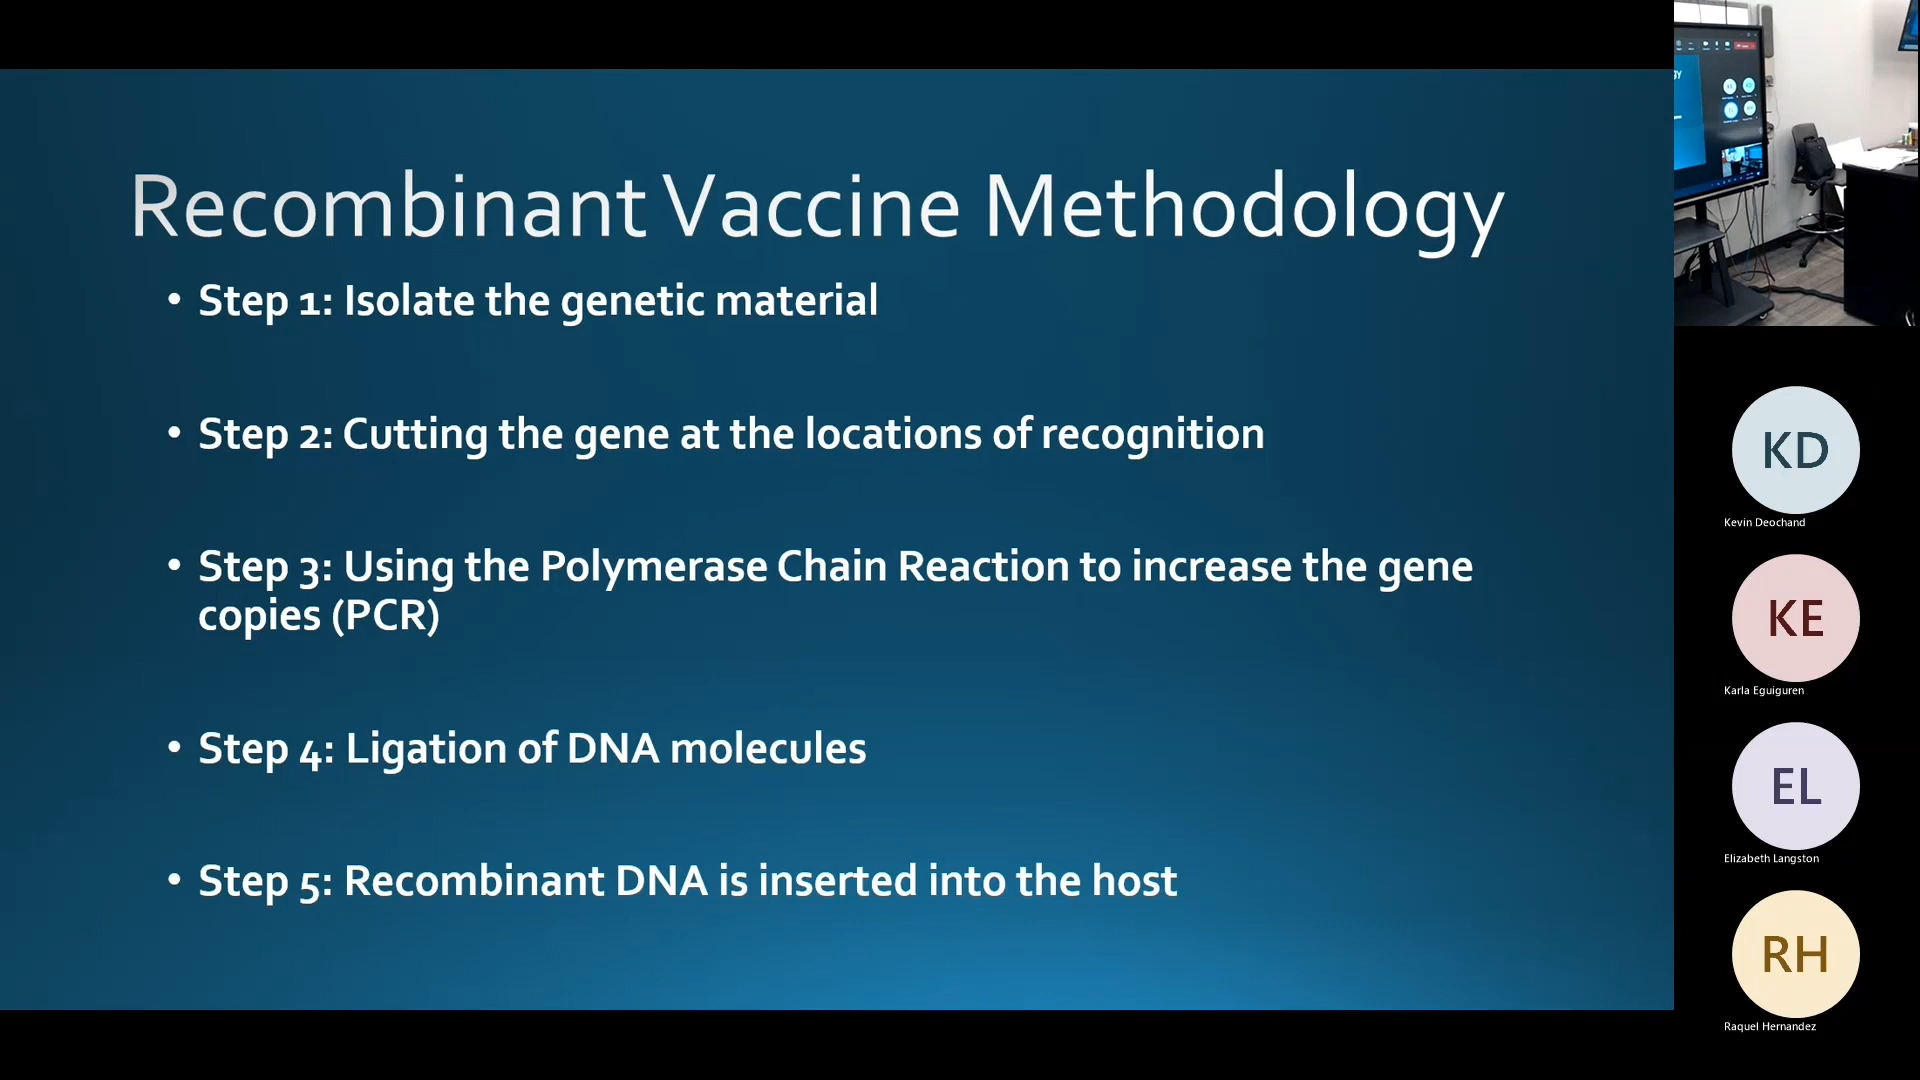 Recombinant Vaccine Methodology
• Step 1: Isolate the genetic material
• Step 2: Cutting the gene at the locations of recognition
• Step 3: Using the Polymerase Chain Reaction to increase the gene
copies (PCR)
• Step 4: Ligation of DNA molecules
• Step 5: Recombinant DNA is inserted into the host
KD
Kevin Deochand
KE
Karla Eguiguren
EL
Elizabeth Langston
RH
Raquel Hernandez